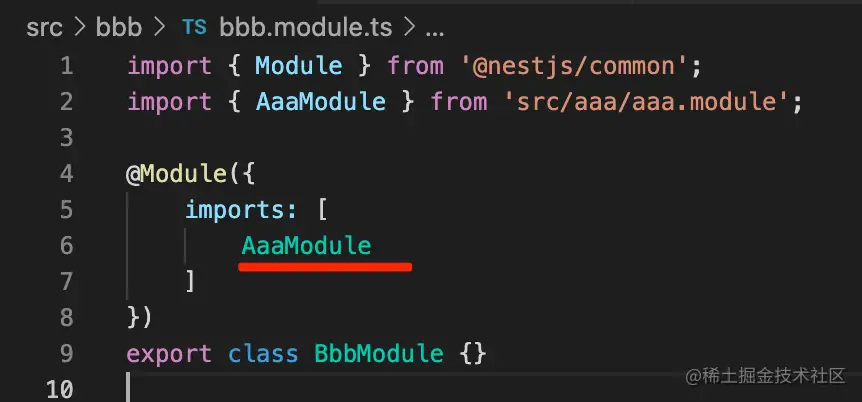 src > bbb > TS bbb.module.ts > ...
1 import { Module } from '@nestjs/common';
2 import { AaaModule } from 'src/aaa/aaa.module';
3
4 @Module({
5     imports: [
6         AaaModule
7     ]
8 })
9 export class BbbModule {}
10
@稀土掘金技术社区